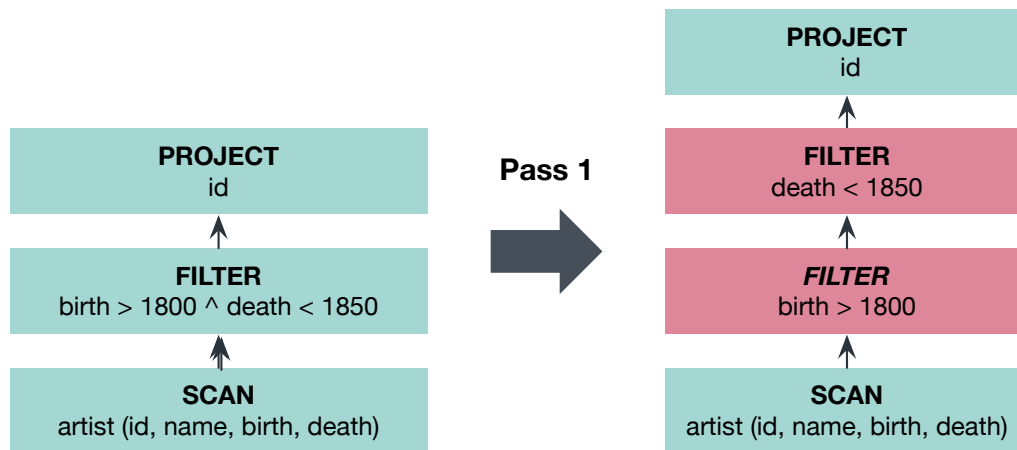 PROJECT
id
FILTER
birth > 1800 ^ death < 1850
SCAN
artist (id, name, birth, death)
Pass 1
PROJECT
id
FILTER
death < 1850
FILTER
birth > 1800
SCAN
artist (id, name, birth, death)